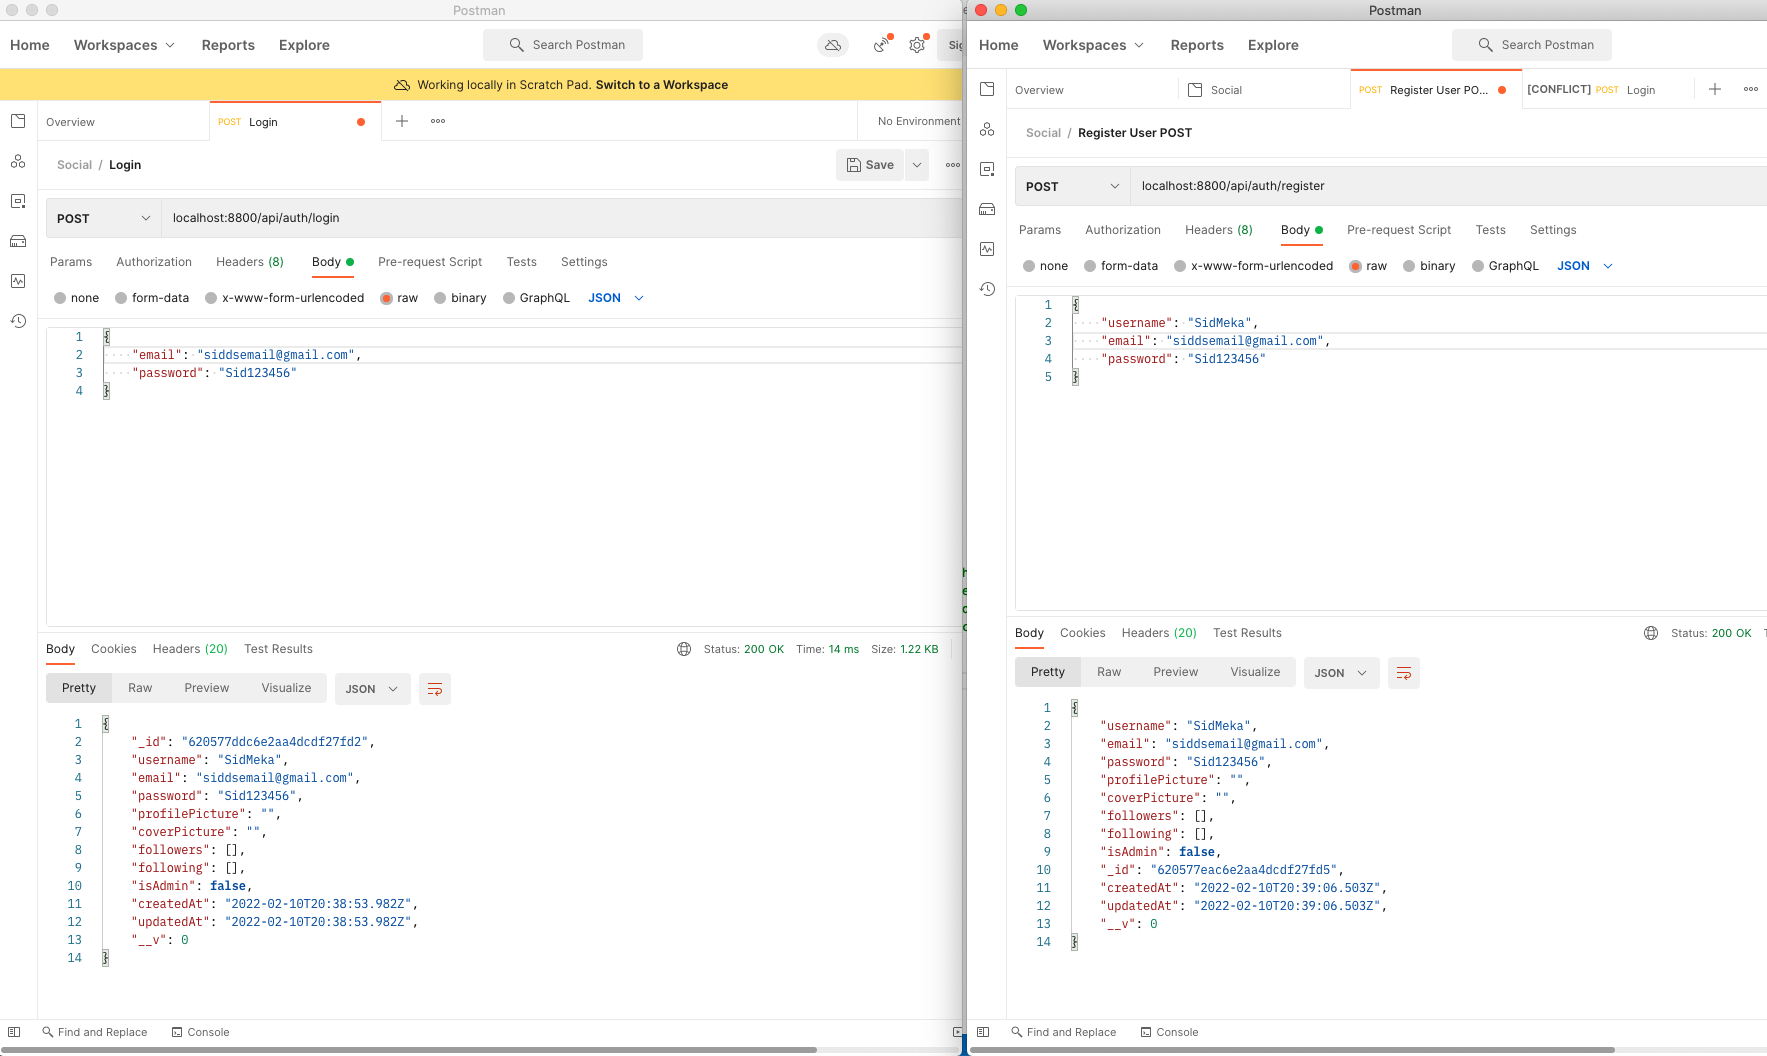 Postman
Home Workspaces Reports Explore Search Postman
Working locally in Scratch Pad. Switch to a Workspace
Overview POST Login No Environment
Social / Login Save
POST localhost:8800/api/auth/login
Params Authorization Headers (8) Body Pre-request Script Tests Settings
none form-data x-www-form-urlencoded raw binary GraphQL JSON
1 {
2 "email": "siddsemail@gmail.com",
3 "password": "Sid123456"
4 }
Body Cookies Headers (20) Test Results Status: 200 OK Time: 14 ms Size: 1.22 KB
Pretty Raw Preview Visualize JSON
1 {
2 "_id": "620577ddc6e2aa4dcdf27fd2",
3 "username": "SidMeka",
4 "email": "siddsemail@gmail.com",
5 "password": "Sid123456",
6 "profilePicture": "",
7 "coverPicture": "",
8 "followers": [],
9 "following": [],
10 "isAdmin": false,
11 "createdAt": "2022-02-10T20:38:53.982Z",
12 "updatedAt": "2022-02-10T20:38:53.982Z",
13 "__v": 0
14 }
Find and Replace Console
Postman
Home Workspaces Reports Explore Search Postman
Overview Social POST Register User PO... [CONFLICT] POST Login
Social / Register User POST
POST localhost:8800/api/auth/register
Params Authorization Headers (8) Body Pre-request Script Tests Settings
none form-data x-www-form-urlencoded raw binary GraphQL JSON
1 {
2 "username": "SidMeka",
3 "email": "siddsemail@gmail.com",
4 "password": "Sid123456"
5 }
Body Cookies Headers (20) Test Results Status: 200 OK
Pretty Raw Preview Visualize JSON
1 {
2 "username": "SidMeka",
3 "email": "siddsemail@gmail.com",
4 "password": "Sid123456",
5 "profilePicture": "",
6 "coverPicture": "",
7 "followers": [],
8 "following": [],
9 "isAdmin": false,
10 "_id": "620577eac6e2aa4dcdf27fd5",
11 "createdAt": "2022-02-10T20:39:06.503Z",
12 "updatedAt": "2022-02-10T20:39:06.503Z",
13 "__v": 0
14 }
Find and Replace Console